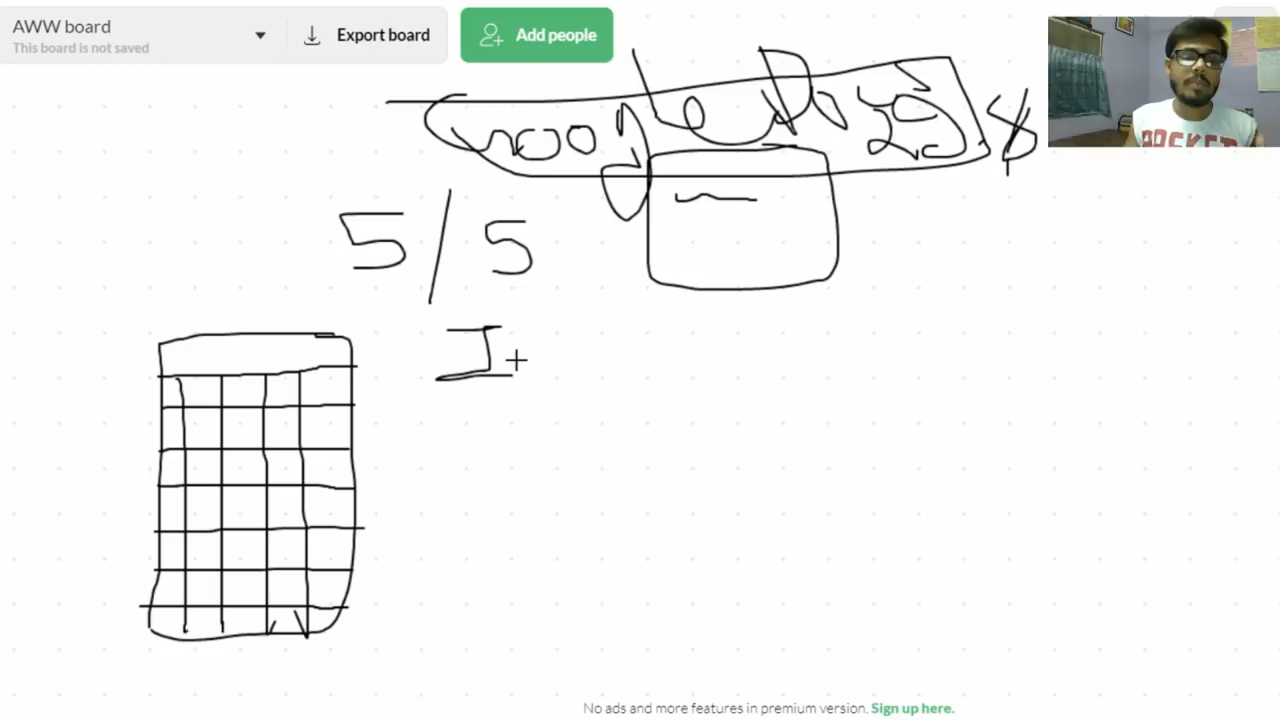 AWW board
This board is not saved
Export board
Add people
Google
$
5/5
I
No ads and more features in premium version. Sign up here.